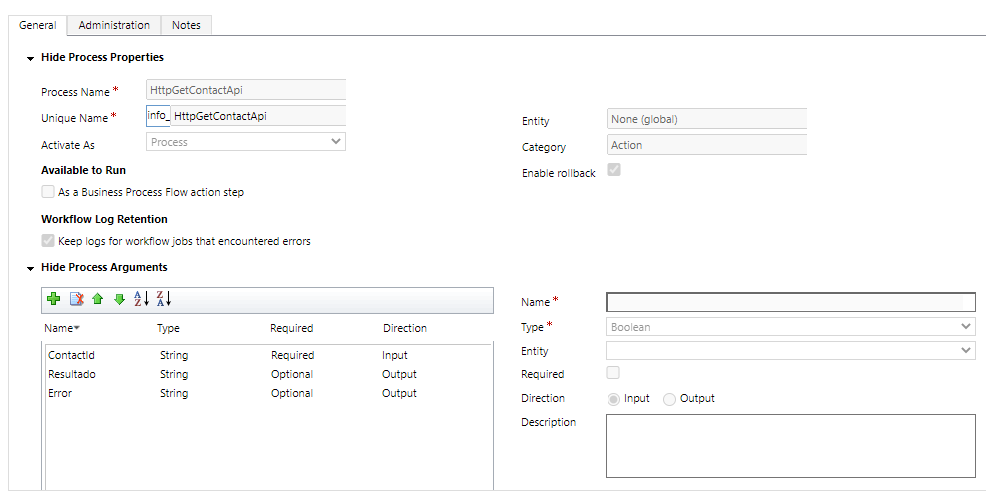 General Administration Notes
Hide Process Properties
Process Name * HttpGetContactApi
Unique Name * info_ HttpGetContactApi
Activate As Process
Available to Run
As a Business Process Flow action step
Workflow Log Retention
Keep logs for workflow jobs that encountered errors
Entity None (global)
Category Action
Enable rollback
Hide Process Arguments
A Z Z A
Name Type Required Direction
ContactId String Required Input
Resultado String Optional Output
Error String Optional Output
Name *
Type * Boolean
Entity
Required
Direction Input Output
Description